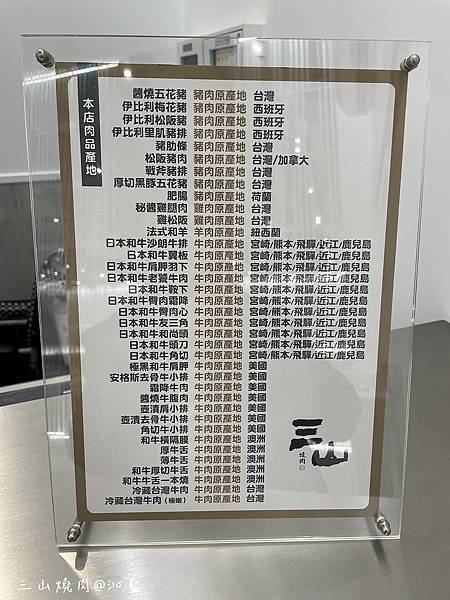 本店肉品產地
醬燒五花豬 豬肉原產地 台灣
伊比利梅花豬 豬肉原產地 西班牙
伊比利松阪豬 豬肉原產地 西班牙
伊比利里肌豬排 豬肉原產地 西班牙
豬肋條 豬肉原產地 台灣
松阪豬肉 豬肉原產地 台灣/加拿大
戰斧豬排 豬肉原產地 台灣
厚切黑豚五花豬 豬肉原產地 台灣
肥腸 豬肉原產地 荷蘭
秘醬雞腿肉 雞肉原產地 台灣
雞松阪 雞肉原產地 台灣
法式和羊 羊肉原產地 紐西蘭
日本和牛沙朗牛排 牛肉原產地 宮崎/熊本/飛驒/近江/鹿兒島
日本和牛翼板 牛肉原產地 宮崎/熊本/飛驒/近江/鹿兒島
日本和牛肩胛羽下 牛肉原產地 宮崎/熊本/飛驒/近江/鹿兒島
日本和牛老饕牛肉 牛肉原產地 宮崎/熊本/飛驒/近江/鹿兒島
日本和牛鞍下 牛肉原產地 宮崎/熊本/飛驒/近江/鹿兒島
日本和牛臀肉霜降 牛肉原產地 宮崎/熊本/飛驒/近江/鹿兒島
日本和牛臀肉心 牛肉原產地 宮崎/熊本/飛驒/近江/鹿兒島
日本和牛友三角 牛肉原產地 宮崎/熊本/飛驒/近江/鹿兒島
日本和牛和尚頭 牛肉原產地 宮崎/熊本/飛驒/近江/鹿兒島
日本和牛頭刀 牛肉原產地 宮崎/熊本/飛驒/近江/鹿兒島
日本和牛角切 牛肉原產地 宮崎/熊本/飛驒/近江/鹿兒島
極黑和牛肩胛 牛肉原產地 美國
安格斯去骨牛小排 牛肉原產地 美國
霜降牛肉 牛肉原產地 美國
醬燒牛腹肉 牛肉原產地 美國
壺漬肩小排 牛肉原產地 美國
壺漬去骨牛小排 牛肉原產地 美國
角切牛小排 牛肉原產地 美國
和牛橫隔膜 牛肉原產地 澳洲
厚牛舌 牛肉原產地 澳洲
薄牛舌 牛肉原產地 澳洲
和牛厚切牛舌 牛肉原產地 澳洲
和牛牛舌一本燒 牛肉原產地 澳洲
冷藏台灣牛肉 牛肉原產地 台灣
冷藏台灣牛肉(極嫩) 牛肉原產地 台灣
三山
燒肉
三山燒肉@沁藍